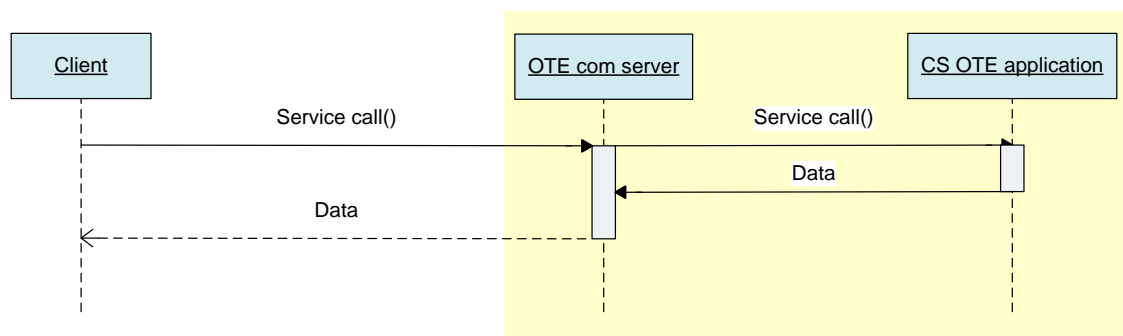 Client
OTE com server
CS OTE application
Service call()
Service call()
Data
Data